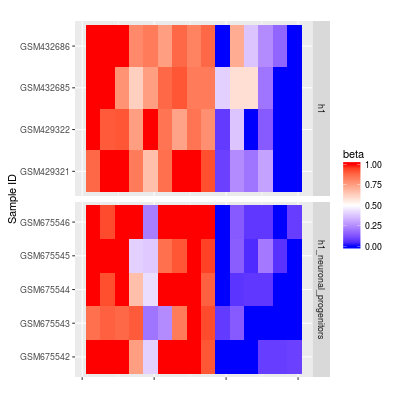 Sample ID
GSM432686
GSM432685
GSM429322
GSM429321
h1
GSM675546
GSM675545
GSM675544
GSM675543
GSM675542
h1_neuronal_progenitors
beta
1.00
0.75
0.50
0.25
0.00